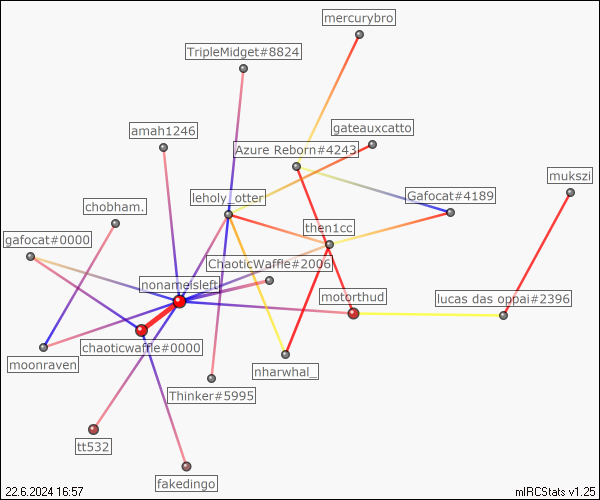 mercurybro
TripleMidget#8824
gateauxcatto
amah1246
Azure Reborn#4243
mukszi
leholy_otter
Gafocat#4189
chobham.
then1cc
gafocat#0000
ChaoticWaffle#2006
nonameisleft
motorthud
lucas das oppai#2396
chaoticwaffle#0000
moonraven
nharwhal_
Thinker#5995
tt532
fakedingo
22.6.2024 16:57
mIRCStats v1.25